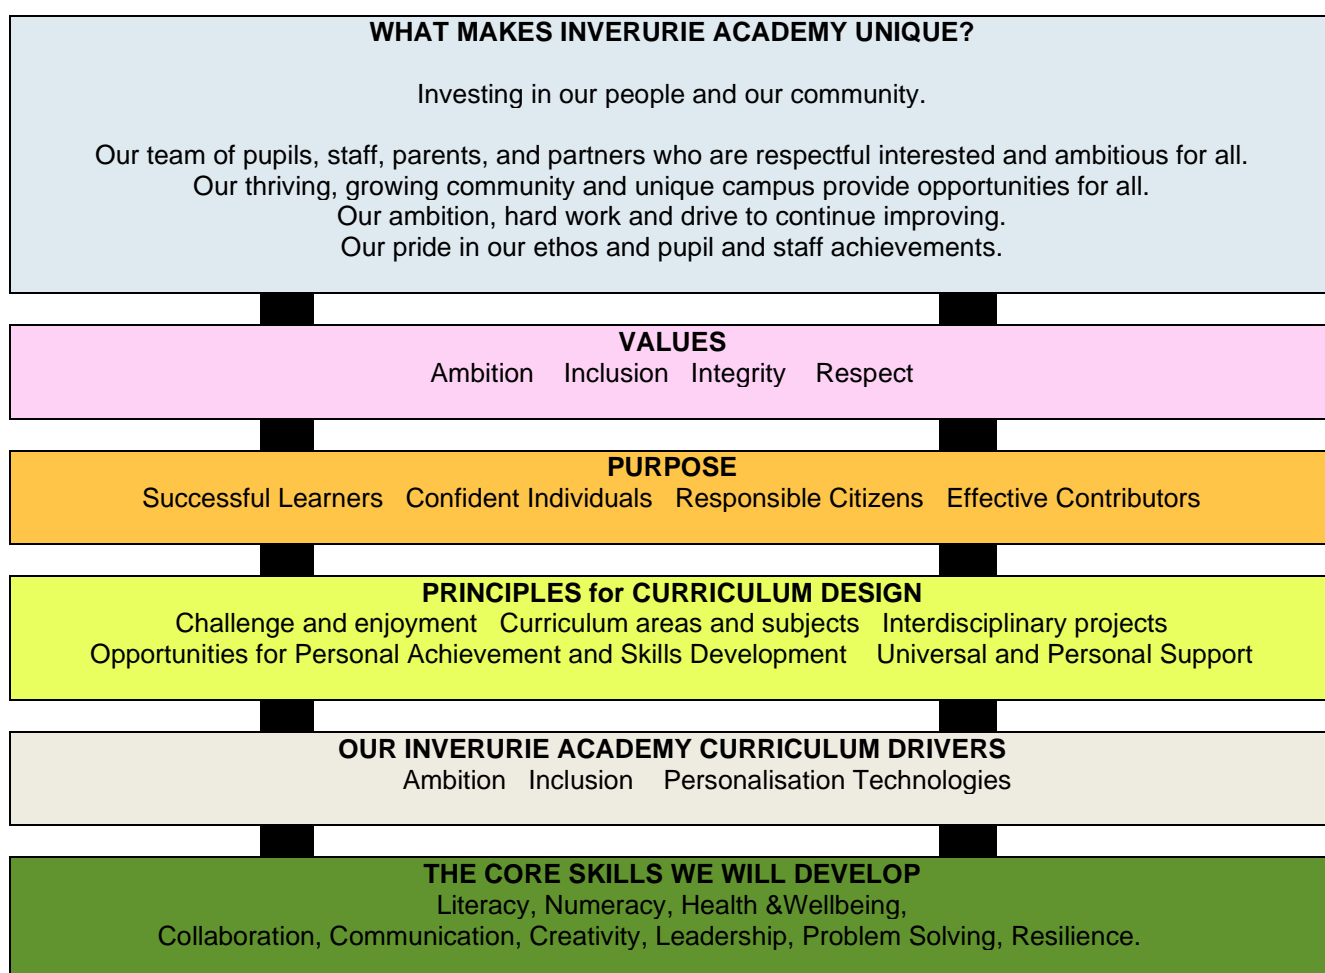 WHAT MAKES INVERURIE ACADEMY UNIQUE?
Investing in our people and our community.
Our team of pupils, staff, parents, and partners who are respectful interested and ambitious for all.
Our thriving, growing community and unique campus provide opportunities for all.
Our ambition, hard work and drive to continue improving.
Our pride in our ethos and pupil and staff achievements.
VALUES
Ambition Inclusion Integrity Respect
PURPOSE
Successful Learners Confident Individuals Responsible Citizens Effective Contributors
PRINCIPLES for CURRICULUM DESIGN
Challenge and enjoyment Curriculum areas and subjects Interdisciplinary projects
Opportunities for Personal Achievement and Skills Development Universal and Personal Support
OUR INVERURIE ACADEMY CURRICULUM DRIVERS
Ambition Inclusion Personalisation Technologies
THE CORE SKILLS WE WILL DEVELOP
Literacy, Numeracy, Health &Wellbeing,
Collaboration, Communication, Creativity, Leadership, Problem Solving, Resilience.